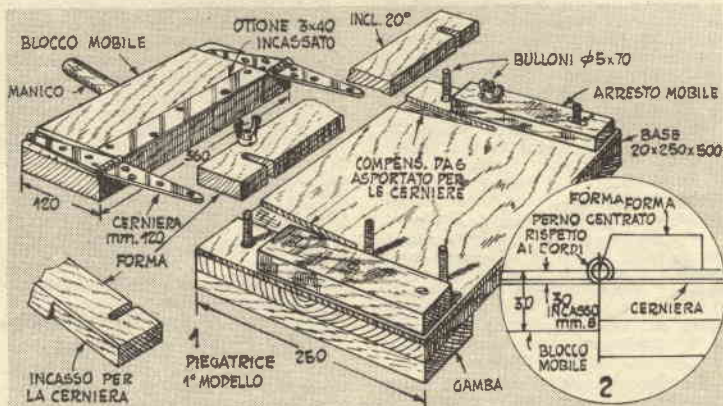 BLOCCO MOBILE
MANICO
OTTONE 3x40
INCASSATO
INCL. 20°
BULLONI φ5x70
ARRESTO MOBILE
BASE
20x250x500
360
120
CERNIERA
mm. 120
FORMA
COMPENS. DA 6
ASPORTATO PER
LE CERNIERE
INCASSO PER
LA CERNIERA
1
PIEGATRICE
1° MODELLO
260
GAMBA
FORMA FORMA
PERNO CENTRATO
RISPETTO
AI CORDI
30
30
INCASSO
mm. 8
CERNIERA
BLOCCO
MOBILE
2